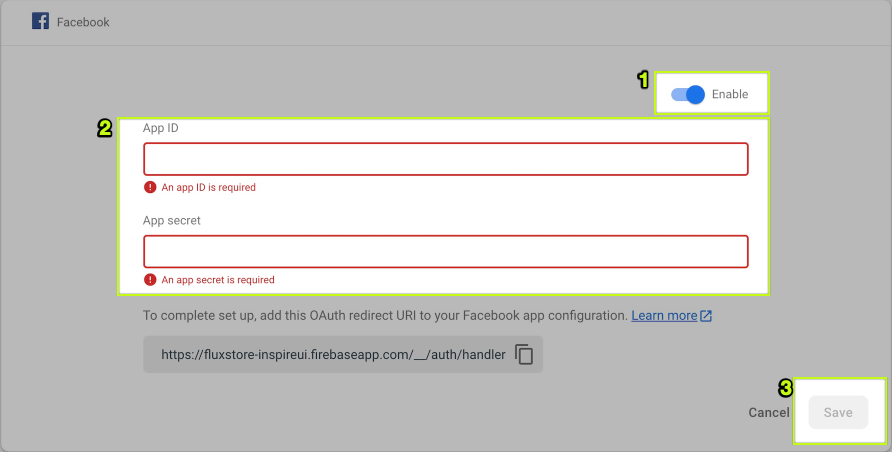 Facebook
1
Enable
2
App ID
An app ID is required
App secret
An app secret is required
To complete set up, add this OAuth redirect URI to your Facebook app configuration. Learn more
https://fluxstore-inspireui.firebaseapp.com/__/auth/handler
3
Cancel Save